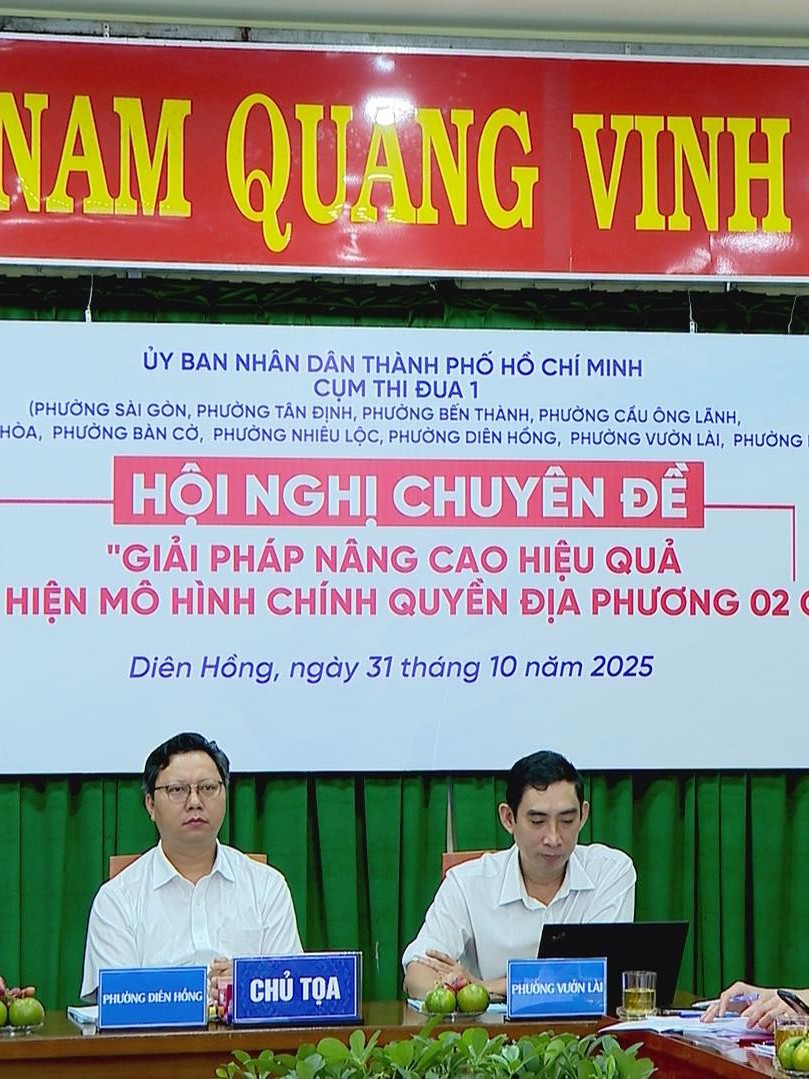 NAM QUANG VINH
ỦY BAN NHÂN DÂN THÀNH PHỐ HỒ CHÍ MINH
CỤM THI ĐUA 1
(PHƯỜNG SÀI GÒN, PHƯỜNG TÂN ĐỊNH, PHƯỜNG BẾN THÀNH, PHƯỜNG CẦU ÔNG LÃNH,
HÒA, PHƯỜNG BÀN CỜ, PHƯỜNG NHIÊU LỘC, PHƯỜNG DIÊN HỒNG, PHƯỜNG VƯỜN LÀI, PHƯỜNG
HỘI NGHỊ CHUYÊN ĐỀ
"GIẢI PHÁP NÂNG CAO HIỆU QUẢ
HIỆN MÔ HÌNH CHÍNH QUYỀN ĐỊA PHƯƠNG 02
Diên Hồng, ngày 31 tháng 10 năm 2025
PHƯỜNG DIÊN HỒNG
CHỦ TỌA
PHƯỜNG VƯỜN LÀI